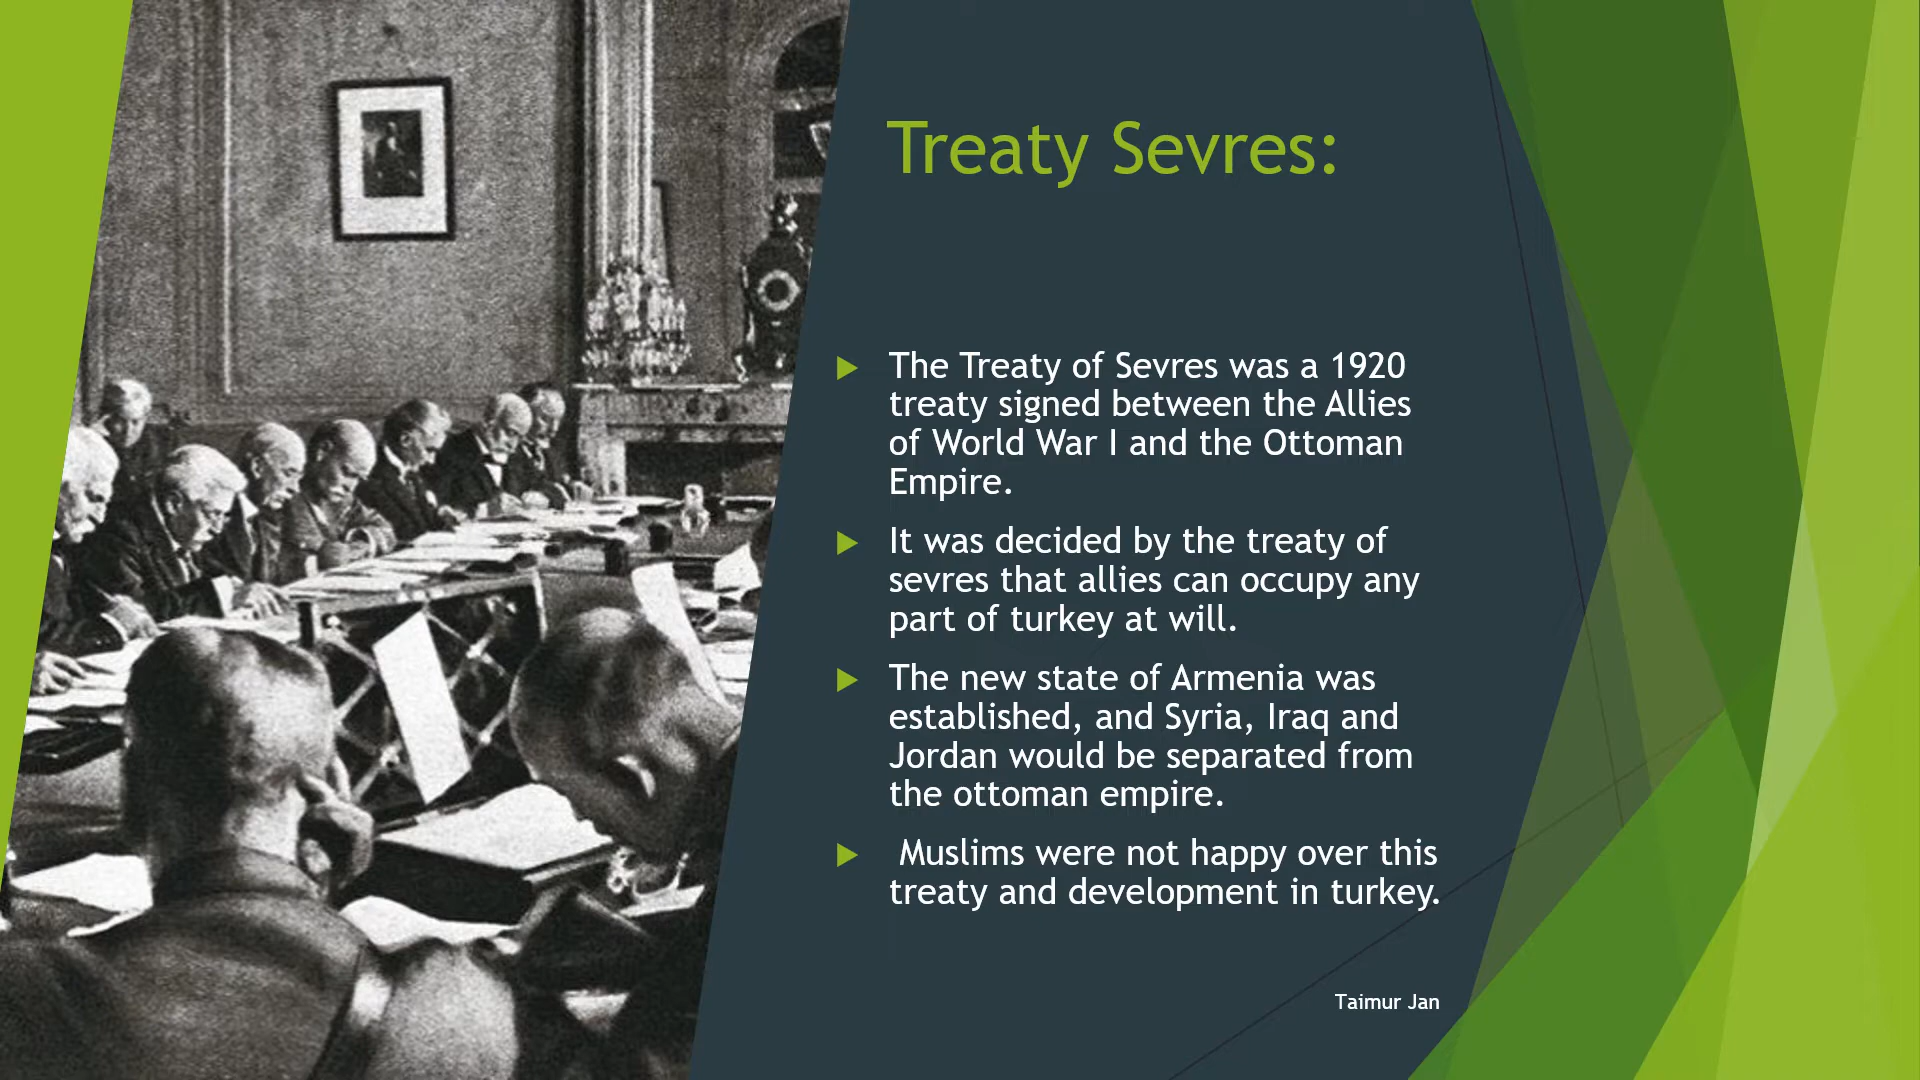 Treaty Sevres:
The Treaty of Sevres was a 1920
treaty signed between the Allies
of World War I and the Ottoman
Empire.
It was decided by the treaty of
sevres that allies can occupy any
part of turkey at will.
The new state of Armenia was
established, and Syria, Iraq and
Jordan would be separated from
the ottoman empire.
Muslims were not happy over this
treaty and development in turkey.
Taimur Jan